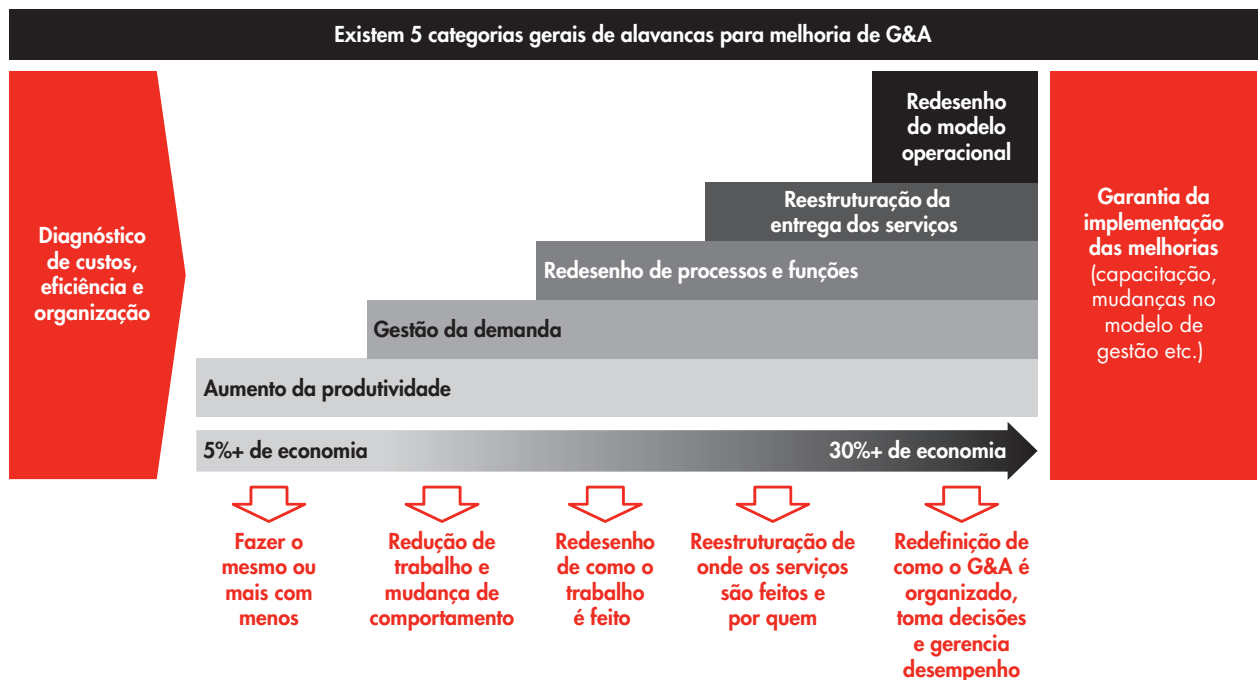 Existem 5 categorias gerais de alavancas para melhoria de G&A
Diagnóstico
de custos,
eficiência e
organização
Redesenho
do modelo
operacional
Reestruturação da
entrega dos serviços
Redesenho de processos e funções
Gestão da demanda
Aumento da produtividade
5%+ de economia
30%+ de economia
Garantia da
implementação
das melhorias
(capacitação,
mudanças no
modelo de
gestão etc.)
Fazer o
mesmo ou
mais com
menos
Redução de
trabalho e
mudança de
comportamento
Redesenho
de como o
trabalho
é feito
Reestruturação de
onde os serviços
são feitos e
por quem
Redefinição de
como o G&A é
organizado,
toma decisões
e gerencia
desempenho